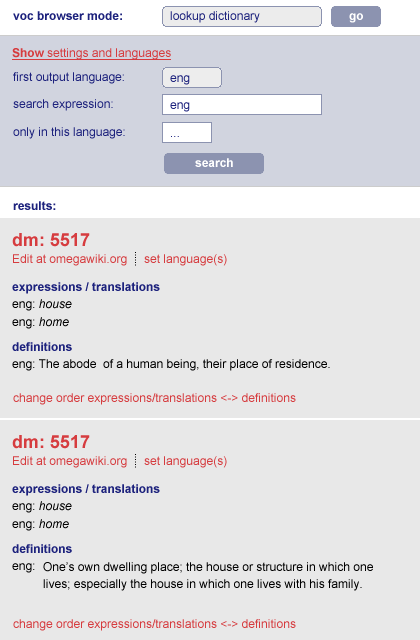 voc browser mode: lookup dictionary go
Show settings and languages
first output language: eng
search expression: eng
only in this language: ...
search
results:
dm: 5517
Edit at omegawiki.org set language(s)
expressions / translations
eng: house
eng: home
definitions
eng: The abode of a human being, their place of residence.
change order expressions/translations <-> definitions
dm: 5517
Edit at omegawiki.org set language(s)
expressions / translations
eng: house
eng: home
definitions
eng: One's own dwelling place; the house or structure in which one
lives; especially the house in which one lives with his family.
change order expressions/translations <-> definitions